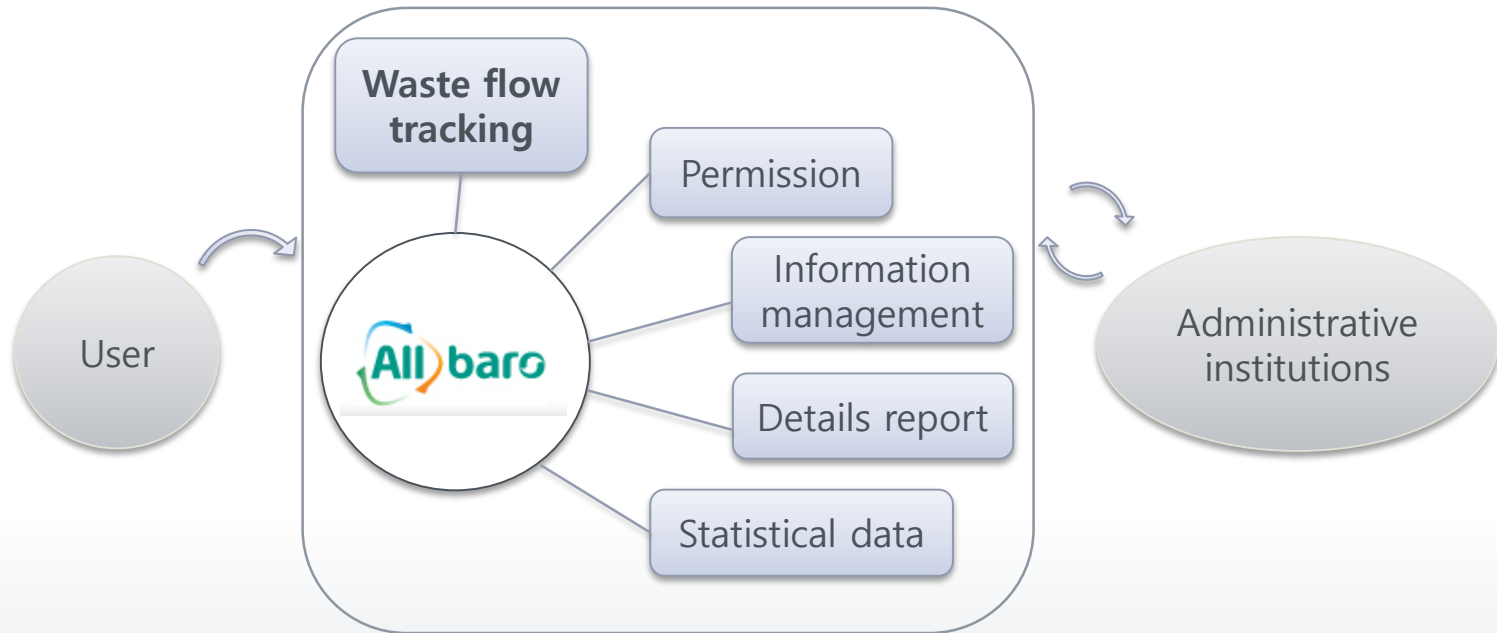 Waste flow
tracking
Permission
Information
management
User
All baro
Administrative
institutions
Details report
Statistical data